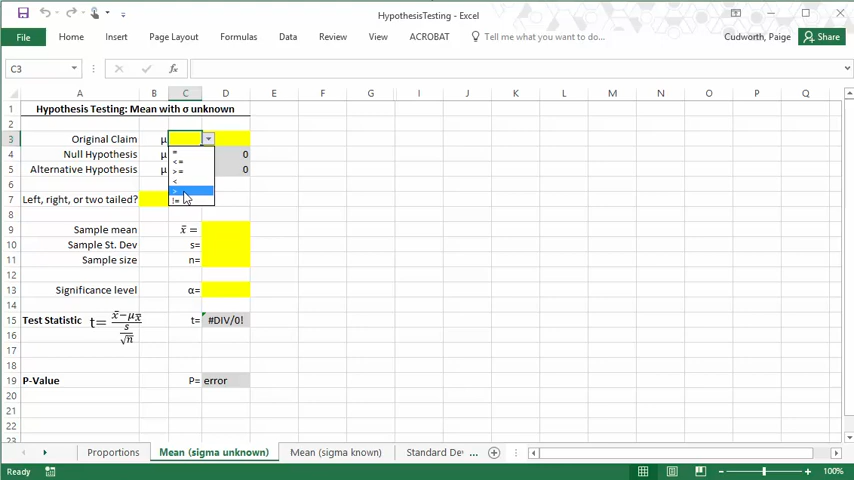 HypothesisTesting - Excel
Cudworth, Paige
File Home Insert Page Layout Formulas Data Review View ACROBAT Tell me what you want to do... Share
C3 fx
A B C D E F G H I J K L M N O P Q
1 Hypothesis Testing: Mean with σ unknown
2
3 Original Claim μ
=
4 Null Hypothesis μ 0
<=
>=
5 Alternative Hypothesis μ 0
<
6
>
7 Left, right, or two tailed?
!=
8
9 Sample mean x̄ =
10 Sample St. Dev s=
11 Sample size n=
12
13 Significance level α=
14
15 Test Statistic t= x̄−μx̄ t= #DIV/0!
s
16 √n
17
18
19 P-Value P= error
20
21
22
23
Proportions Mean (sigma unknown) Mean (sigma known) Standard De ...
Ready 100%